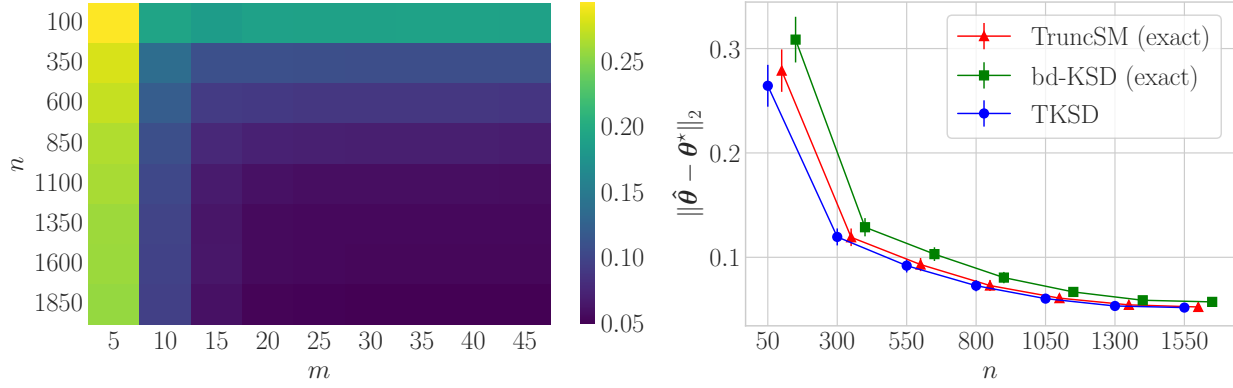 100
350
600
850
1100
1350
1600
1850
n
5 10 15 20 25 30 35 40 45
m
0.25
0.20
0.15
0.10
0.05
0.3
0.2
0.1
||θ̂ − θ*||₂
50 300 550 800 1050 1300 1550
n
TruncSM (exact)
bd-KSD (exact)
TKSD